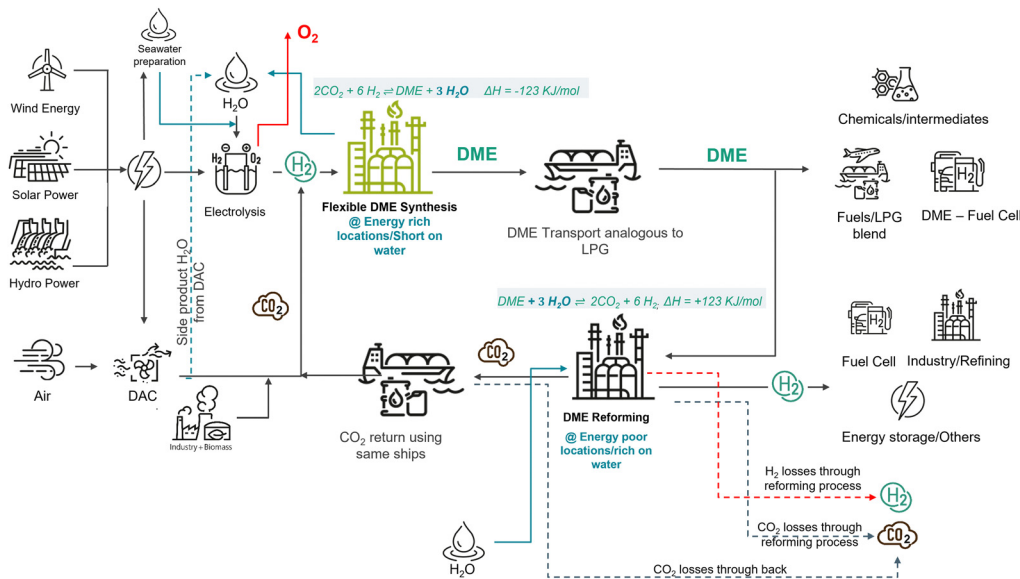 Seawater
preparation
O₂
H₂O
2CO₂ + 6 H₂ ⇌ DME + 3 H₂O   ΔH = -123 KJ/mol
Wind Energy
Solar Power
Hydro Power
H₂ O₂
Electrolysis
H₂
DME
DME
Flexible DME Synthesis
@ Energy rich
locations/Short on
water
DME Transport analogous to
LPG
Chemicals/intermediates
Fuels/LPG
blend
H₂
DME – Fuel Cell
Side product H₂O
from DAC
CO₂
DME + 3 H₂O ⇌ 2CO₂ + 6 H₂, ΔH = +123 KJ/mol
Air
DAC
Industry + Biomass
CO₂
CO₂ return using
same ships
DME Reforming
@ Energy poor
locations/rich on
water
H₂
H₂
Fuel Cell
Industry/Refining
Energy storage/Others
H₂ losses through
reforming process
H₂
CO₂ losses through
reforming process
CO₂
H₂O
CO₂ losses through back